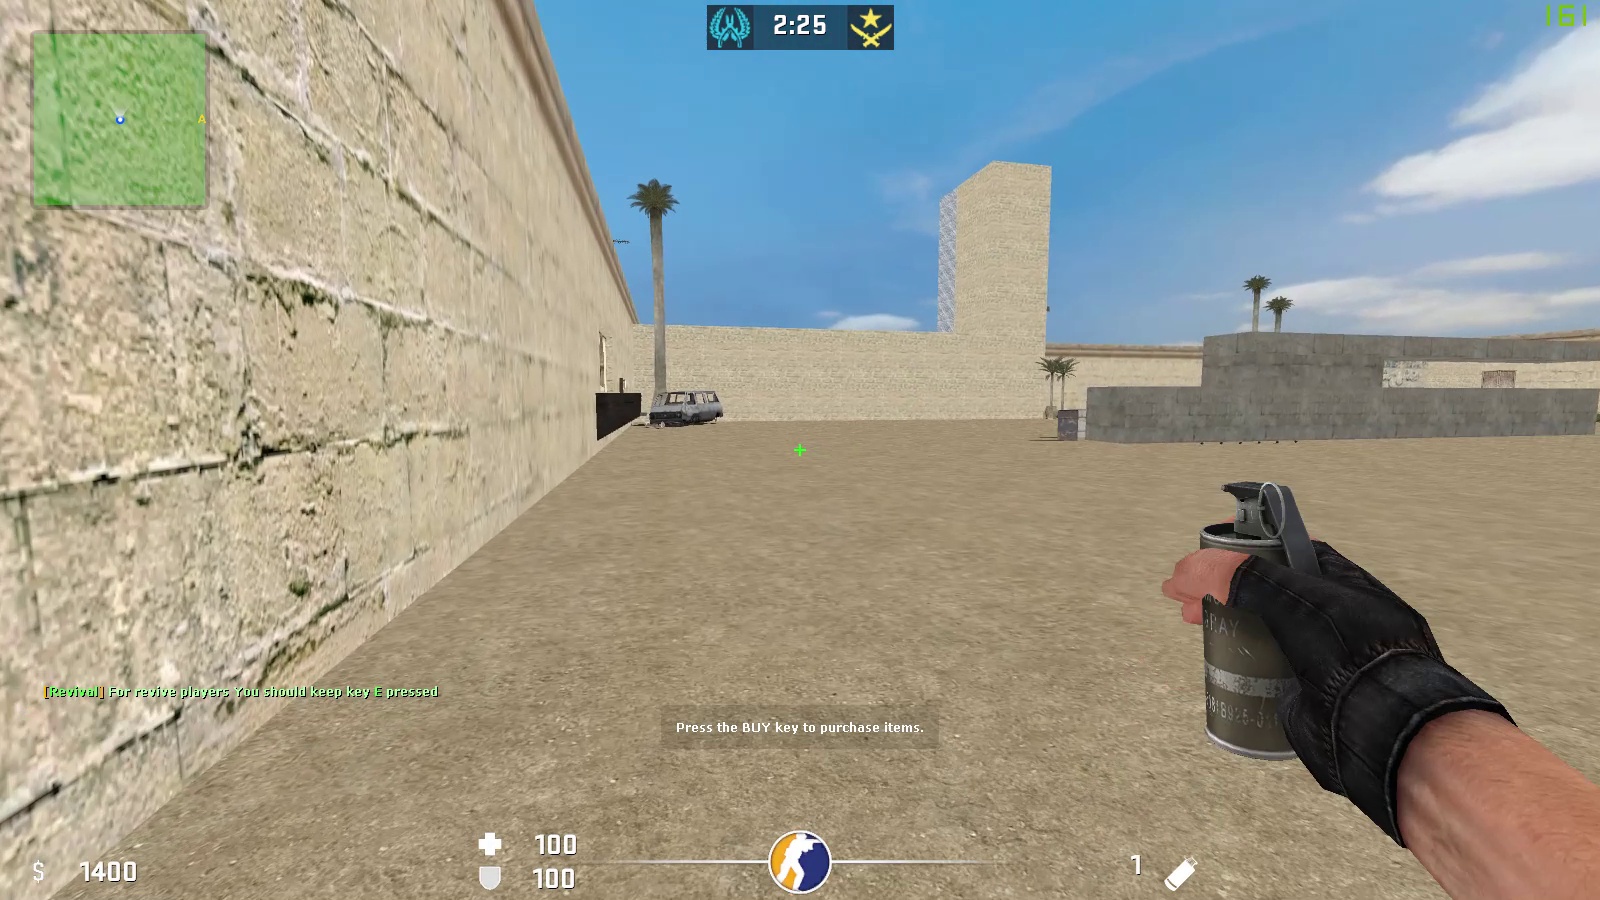 2:25
161
A
[Revival] For revive players You should keep key E pressed
Press the BUY key to purchase items.
GRAY
$ 1400
100
100
1